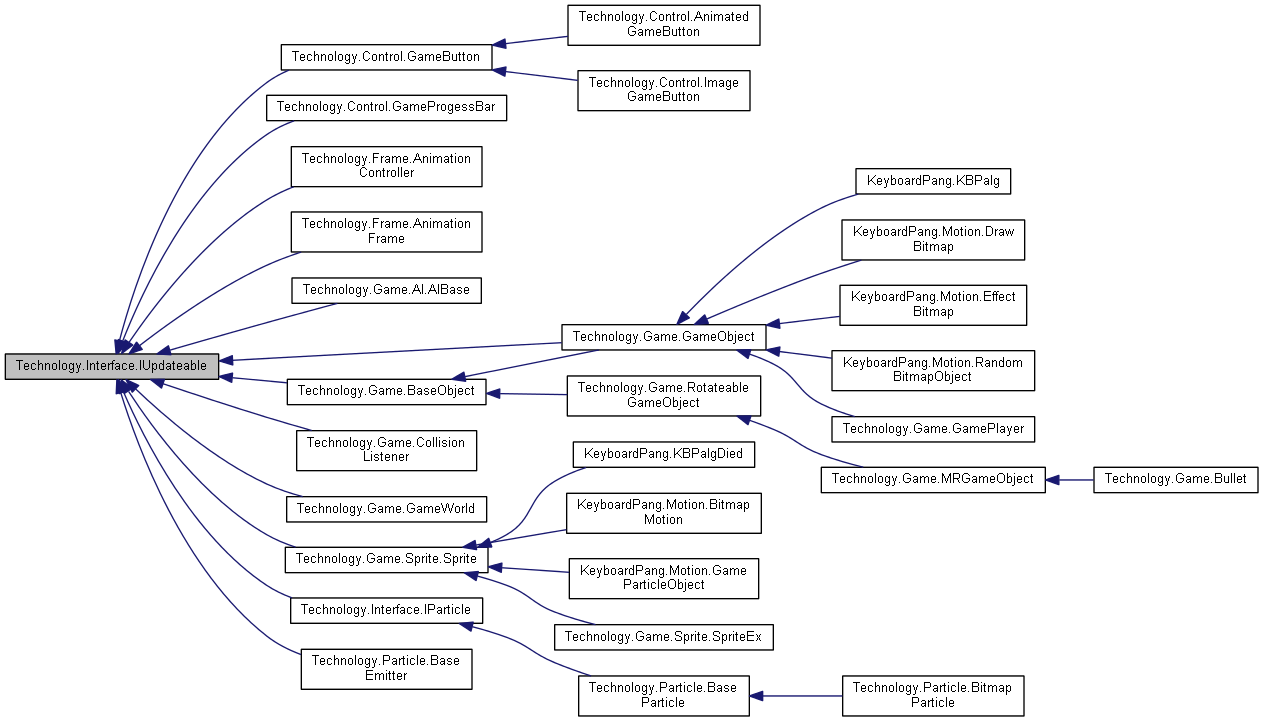 Technology.Control.Animated
GameButton
Technology.Control.GameButton
Technology.Control.Image
GameButton
Technology.Control.GameProgessBar
Technology.Frame.Animation
Controller
KeyboardPang.KBPalg
Technology.Frame.Animation
Frame
KeyboardPang.Motion.Draw
Bitmap
Technology.Game.AI.AIBase
KeyboardPang.Motion.Effect
Bitmap
Technology.Game.GameObject
Technology.Interface.IUpdateable
KeyboardPang.Motion.Random
BitmapObject
Technology.Game.BaseObject
Technology.Game.Rotateable
GameObject
Technology.Game.GamePlayer
Technology.Game.Collision
Listener
KeyboardPang.KBPalgDied
Technology.Game.MRGameObject
Technology.Game.Bullet
Technology.Game.GameWorld
KeyboardPang.Motion.Bitmap
Motion
Technology.Game.Sprite.Sprite
KeyboardPang.Motion.Game
ParticleObject
Technology.Interface.IParticle
Technology.Game.Sprite.SpriteEx
Technology.Particle.Base
Emitter
Technology.Particle.Base
Particle
Technology.Particle.Bitmap
Particle